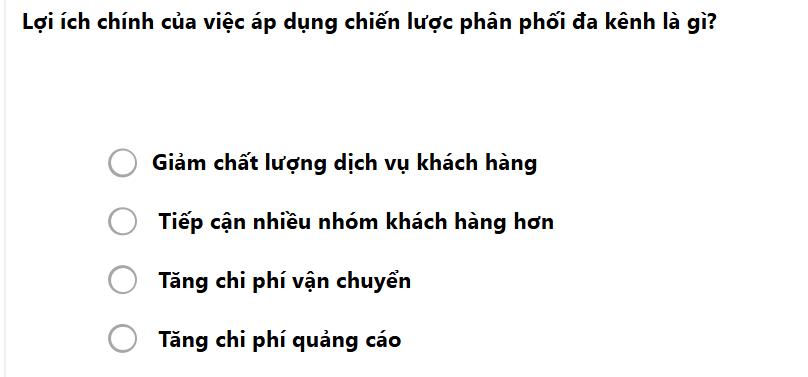 Lợi ích chính của việc áp dụng chiến lược phân phối đa kênh là gì?
Giảm chất lượng dịch vụ khách hàng
Tiếp cận nhiều nhóm khách hàng hơn
Tăng chi phí vận chuyển
Tăng chi phí quảng cáo